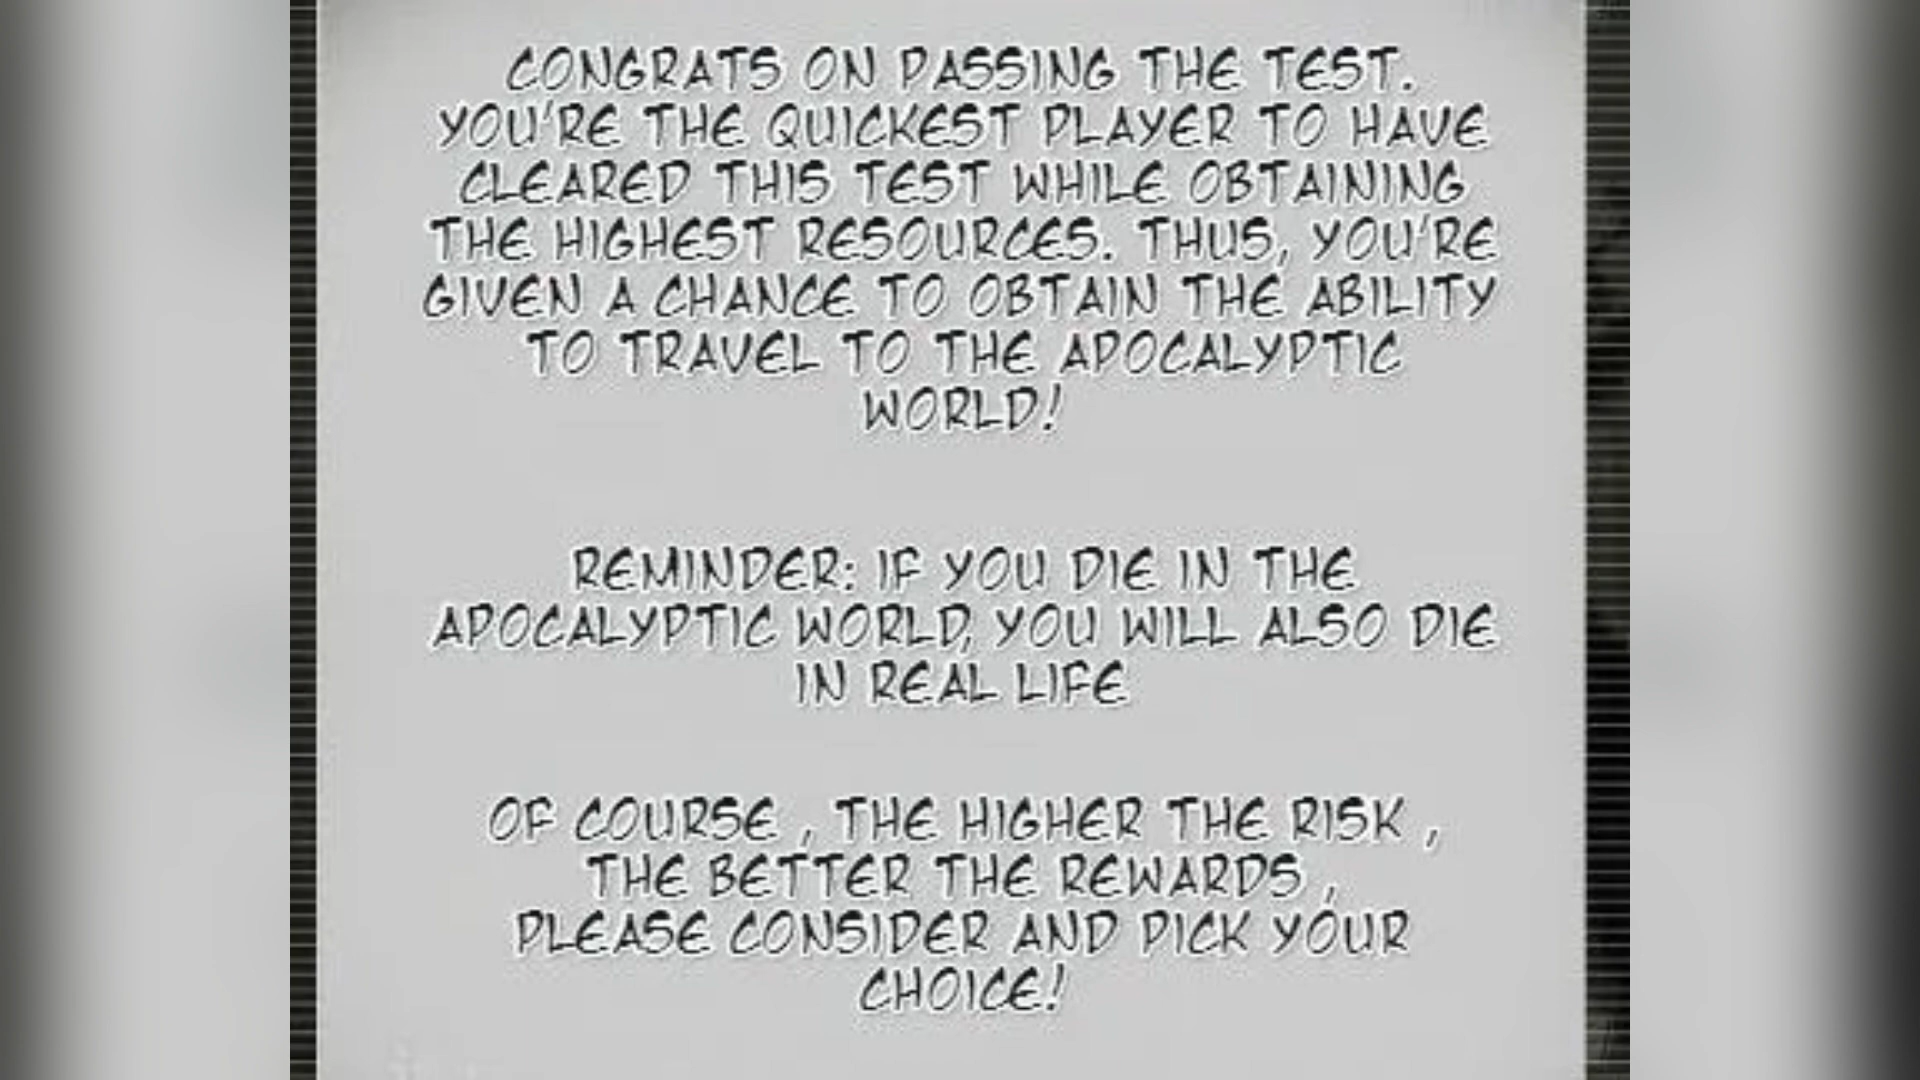 CONGRATS ON PASSING THE TEST.
YOU'RE THE QUICKEST PLAYER TO HAVE
CLEARED THIS TEST WHILE OBTAINING
THE HIGHEST RESOURCES. THUS, YOU'RE
GIVEN A CHANCE TO OBTAIN THE ABILITY
TO TRAVEL TO THE APOCALYPTIC
WORLD!
REMINDER: IF YOU DIE IN THE
APOCALYPTIC WORLD, YOU WILL ALSO DIE
IN REAL LIFE
OF COURSE , THE HIGHER THE RISK ,
THE BETTER THE REWARDS ,
PLEASE CONSIDER AND PICK YOUR
CHOICE!